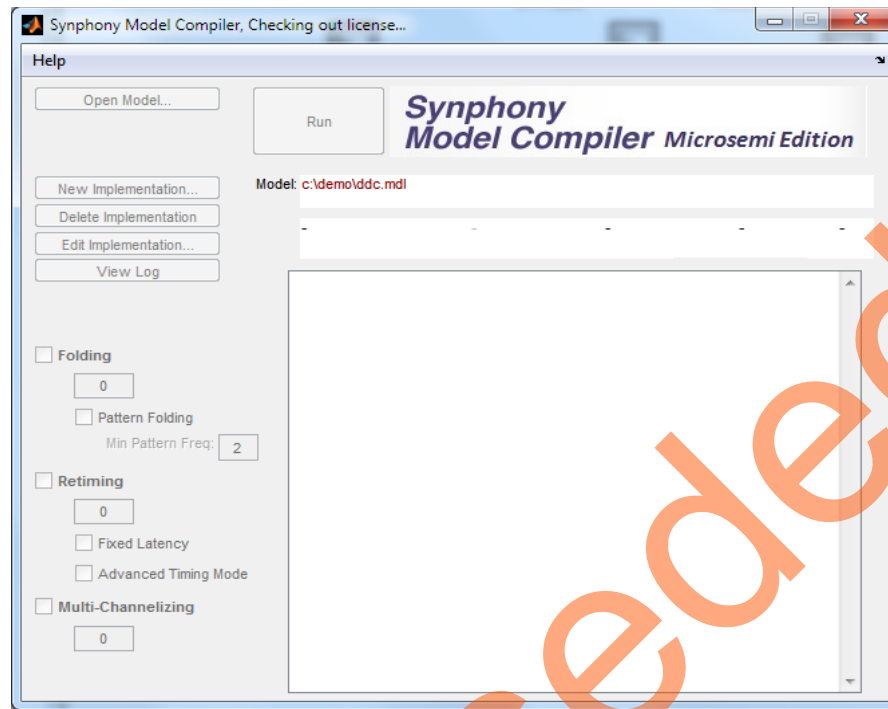 Synphony Model Compiler, Checking out license...
Help
Open Model...
Run
Synphony
Model Compiler Microsemi Edition
New Implementation...
Model: c:\demo\ddc.mdl
Delete Implementation
Edit Implementation...
View Log
Folding
0
Pattern Folding
Min Pattern Freq: 2
Retiming
0
Fixed Latency
Advanced Timing Mode
Multi-Channelizing
0